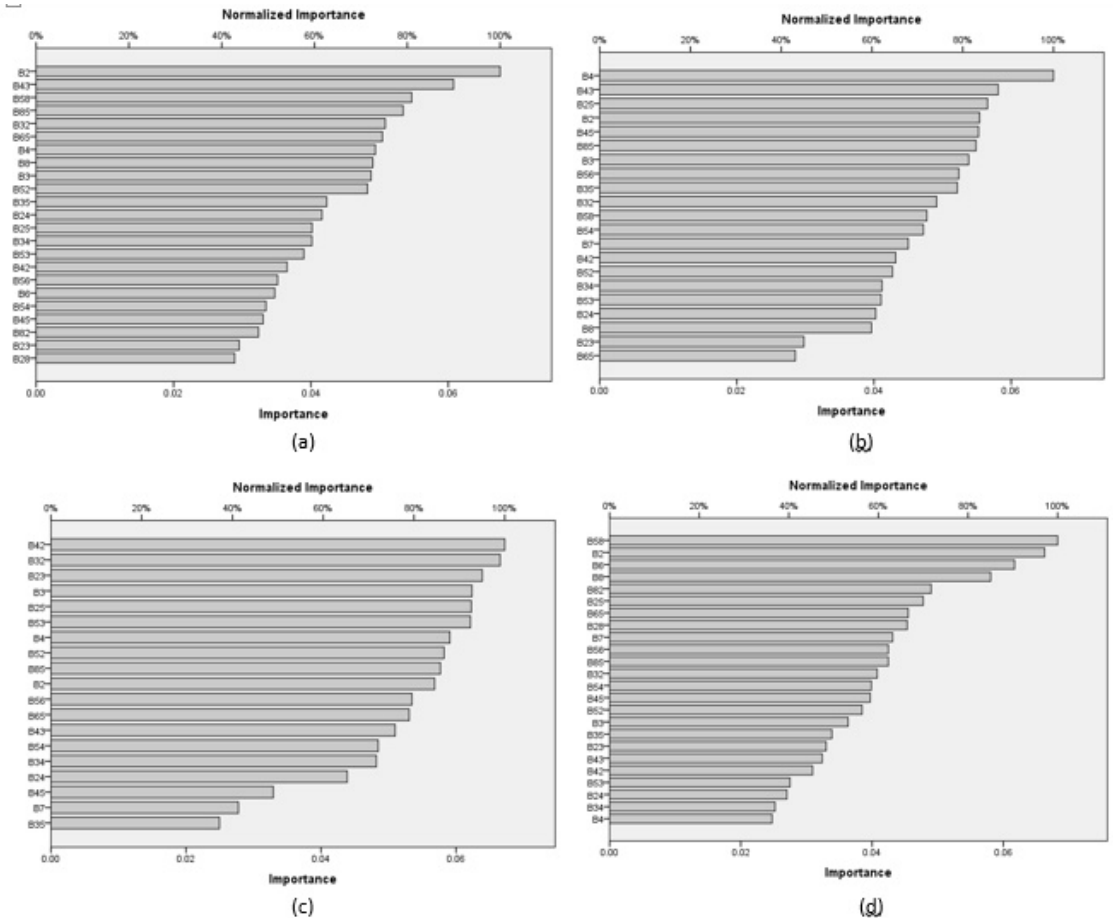 Normalized Importance
0% 20% 40% 60% 80% 100%
B2
B43
B58
B85
B32
B65
B4
B8
B3
B52
B35
B24
B25
B34
B53
B42
B56
B6
B54
B45
B82
B23
B28
0.00 0.02 0.04 0.06
Importance
(a)
Normalized Importance
0% 20% 40% 60% 80% 100%
B4
B43
B25
B2
B45
B85
B3
B56
B35
B32
B58
B54
B7
B42
B52
B34
B53
B24
B8
B23
B65
0.00 0.02 0.04 0.06
Importance
(b)
Normalized Importance
0% 20% 40% 60% 80% 100%
B42
B32
B23
B3
B25
B53
B4
B52
B85
B2
B56
B65
B43
B54
B34
B24
B45
B7
B35
0.00 0.02 0.04 0.06
Importance
(c)
Normalized Importance
0% 20% 40% 60% 80% 100%
B58
B2
B6
B8
B82
B25
B65
B28
B7
B56
B85
B32
B54
B45
B52
B3
B35
B23
B43
B42
B53
B24
B34
B4
0.00 0.02 0.04 0.06
Importance
(d)